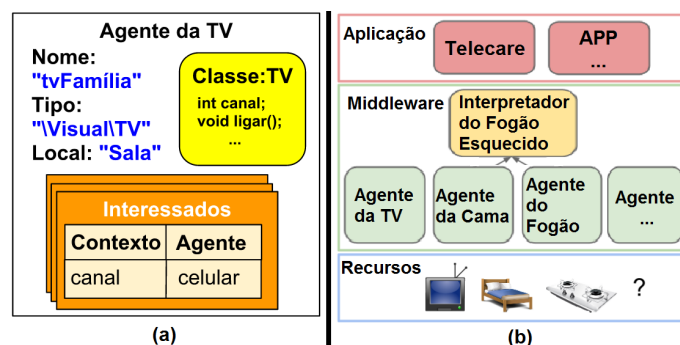 Agente da TV
Nome:
"tvFamília"
Tipo:
"\Visual\TV"
Local: "Sala"
Classe:TV
int canal;
void ligar();
...
Interessados
Contexto Agente
canal celular
(a)
Aplicação
Telecare
APP
...
Middleware
Interpretador
do Fogão
Esquecido
Agente
da TV
Agente
da Cama
Agente
do
Fogão
Agente
...
Recursos
?
(b)